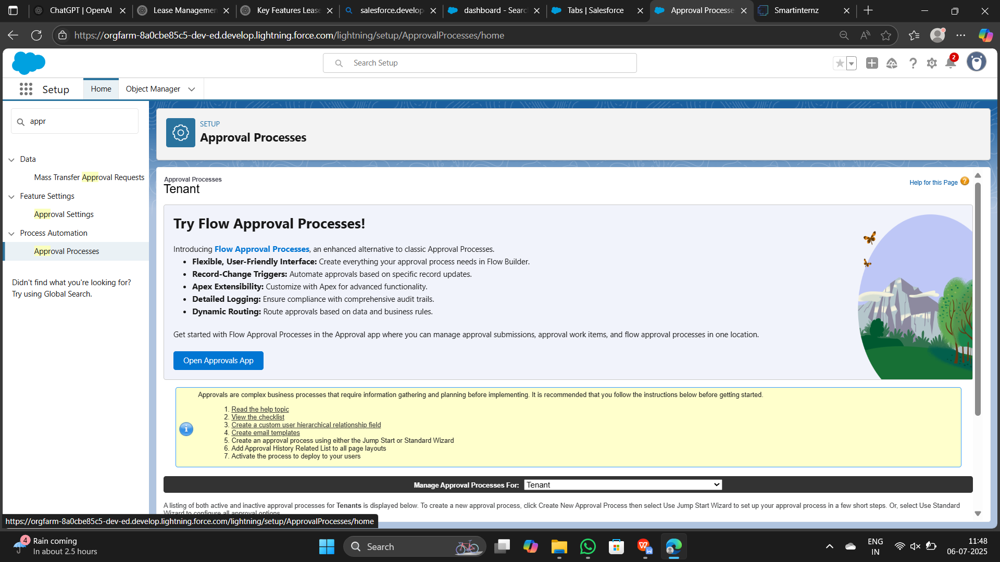 ChatGPT | OpenAI
Lease Managemen
Key Features Lease
salesforce.develop
dashboard - Searc
Tabs | Salesforce
Approval Processe
Smartinternz
https://orgfarm-8a0cbe85c5-dev-ed.develop.lightning.force.com/lightning/setup/ApprovalProcesses/home
Search Setup
2
Setup
Home
Object Manager
appr
Data
Mass Transfer Approval Requests
Feature Settings
Approval Settings
Process Automation
Approval Processes
Didn't find what you're looking for?
Try using Global Search.
SETUP
Approval Processes
Approval Processes
Tenant
Help for this Page
Try Flow Approval Processes!
Introducing Flow Approval Processes, an enhanced alternative to classic Approval Processes.
• Flexible, User-Friendly Interface: Create everything your approval process needs in Flow Builder.
• Record-Change Triggers: Automate approvals based on specific record updates.
• Apex Extensibility: Customize with Apex for advanced functionality.
• Detailed Logging: Ensure compliance with comprehensive audit trails.
• Dynamic Routing: Route approvals based on data and business rules.
Get started with Flow Approval Processes in the Approval app where you can manage approval submissions, approval work items, and flow approval processes in one location.
Open Approvals App
Approvals are complex business processes that require information gathering and planning before implementing. It is recommended that you follow the instructions below before getting started.
1. Read the help topic
2. View the checklist
3. Create a custom user hierarchical relationship field
4. Create email templates
5. Create an approval process using either the Jump Start or Standard Wizard
6. Add Approval History Related List to all page layouts
7. Activate the process to deploy to your users
Manage Approval Processes For: Tenant
A listing of both active and inactive approval processes for Tenants is displayed below. To create a new approval process, click Create New Approval Process then select Use Jump Start Wizard to set up your approval process in a few short steps. Or, select Use Standard
Wizard to configure all approval options.
https://orgfarm-8a0cbe85c5-dev-ed.develop.lightning.force.com/lightning/setup/ApprovalProcesses/home
4
Rain coming
In about 2.5 hours
Search
ENG
IN
11:48
06-07-2025